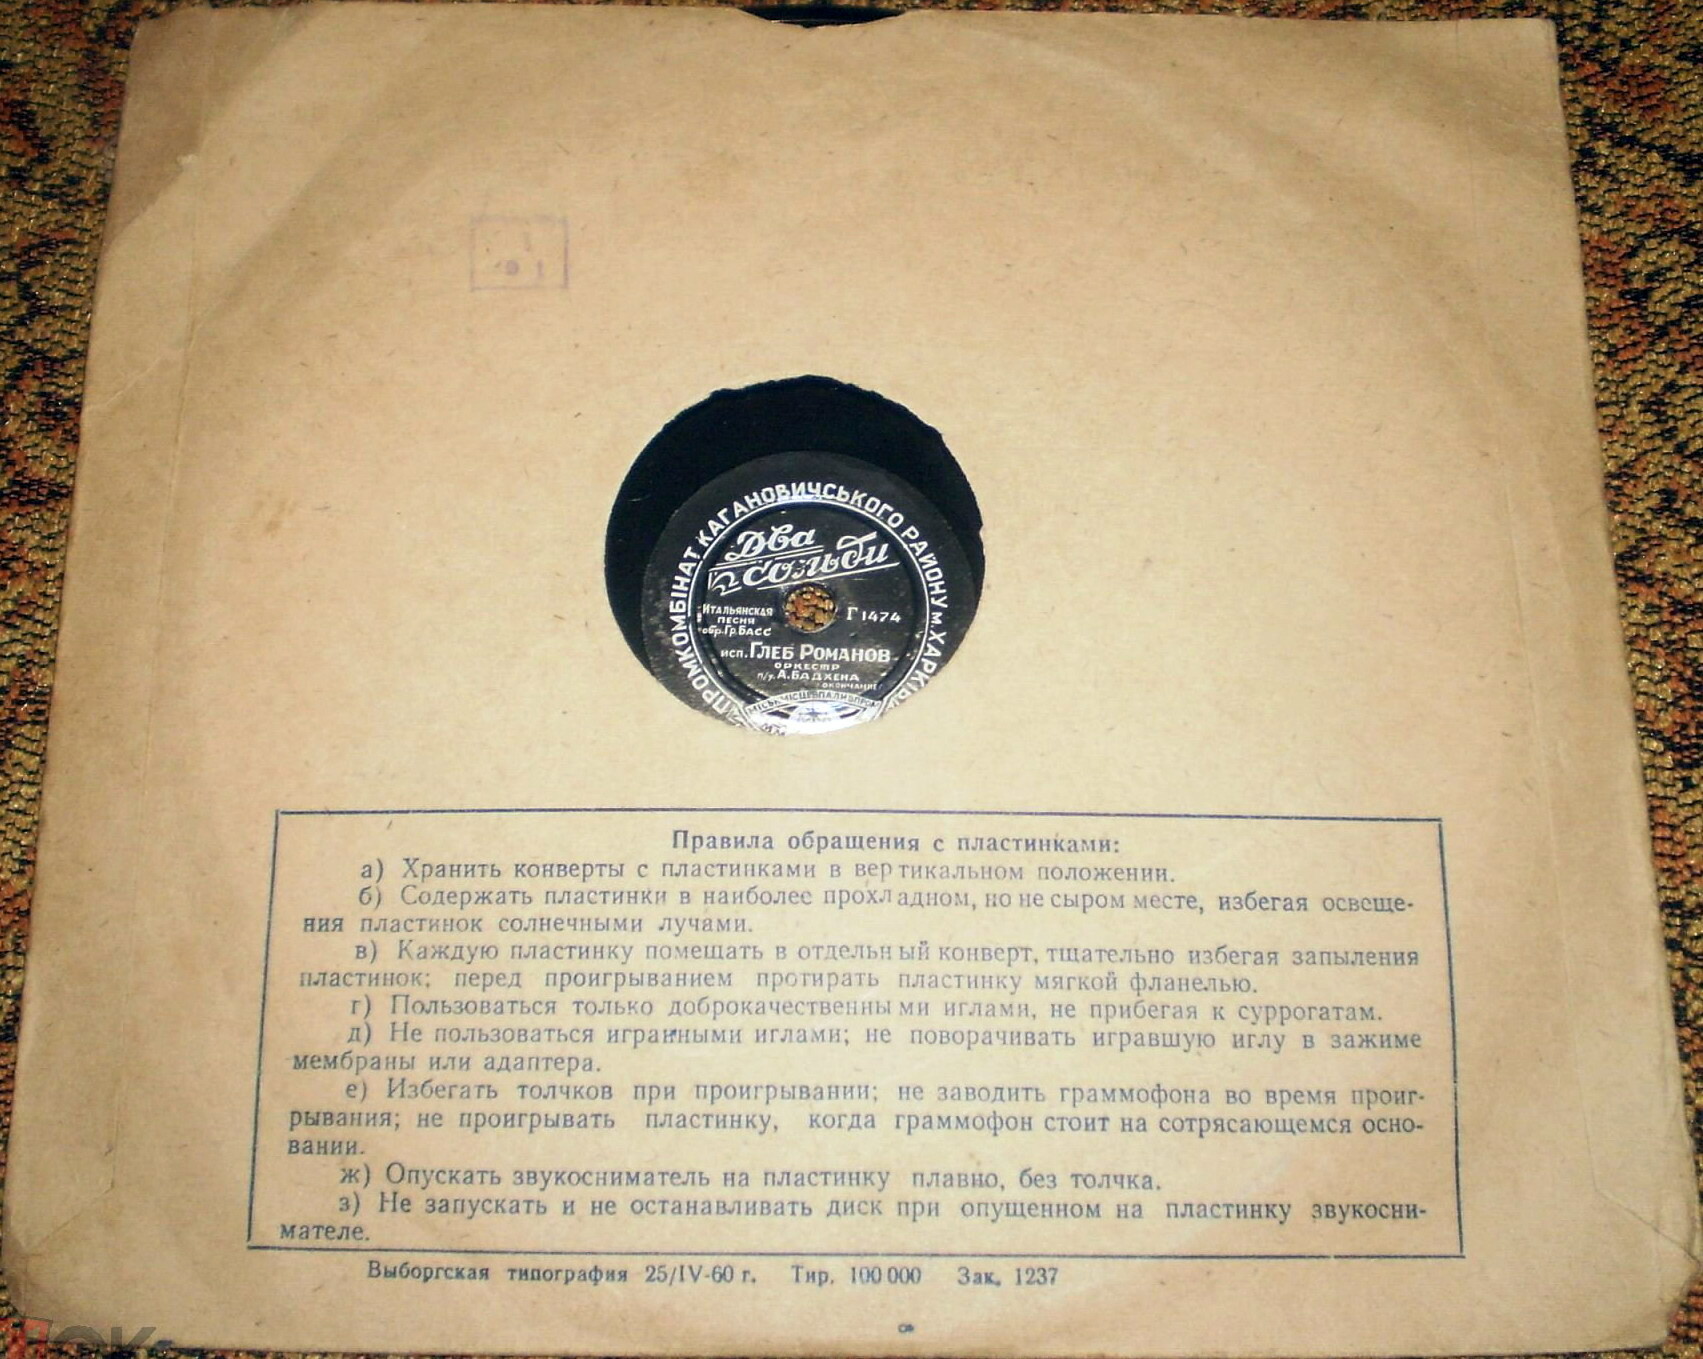 ПРОМКОМБІНАТ КАГАНОВИЧСЬКОГО РАЙОНУ м. ХАРКІВ
Два
сольби
Итальянская
песня
обр. Гр. Басс
Г 1474
исп. Глеб Романов
оркестр
п/у. А. Бадхена
окончание
Правила обращения с пластинками:
а) Хранить конверты с пластинками в вертикальном положении.
б) Содержать пластинки в наиболее прохладном, но не сыром месте, избегая освеще-
ния пластинок солнечными лучами.
в) Каждую пластинку помещать в отдельный конверт, тщательно избегая запыления
пластинок; перед проигрыванием протирать пластинку мягкой фланелью.
г) Пользоваться только доброкачественными иглами, не прибегая к суррогатам.
д) Не пользоваться игранными иглами; не поворачивать игравшую иглу в зажиме
мембраны или адаптера.
е) Избегать толчков при проигрывании; не заводить граммофона во время проиг-
рывания; не проигрывать пластинку, когда граммофон стоит на сотрясающемся осно-
вании.
ж) Опускать звукосниматель на пластинку плавно, без толчка.
з) Не запускать и не останавливать диск при опущенном на пластинку звукосни-
мателе.
Выборгская типография 25/IV-60 г. Тир. 100 000 Зак. 1237